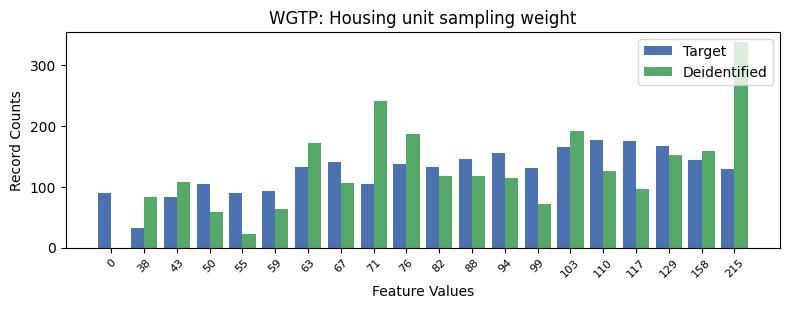 WGTP: Housing unit sampling weight
Target
Deidentified
Record Counts
300
200
100
0
0 38 43 50 55 59 63 67 71 76 82 88 94 99 103 110 117 129 158 215
Feature Values